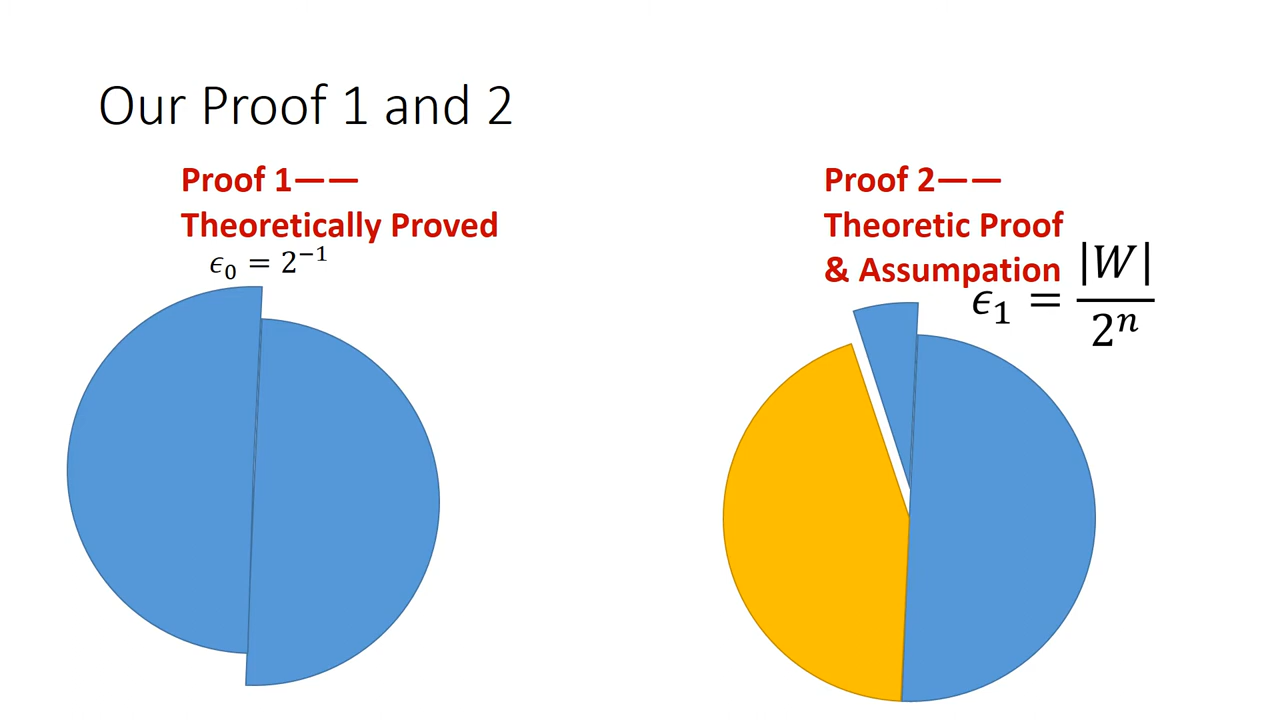 Our Proof 1 and 2
Proof 1——
Theoretically Proved
ϵ₀ = 2⁻¹
Proof 2——
Theoretic Proof
& Assumpation
ϵ₁ = |W| / 2ⁿ